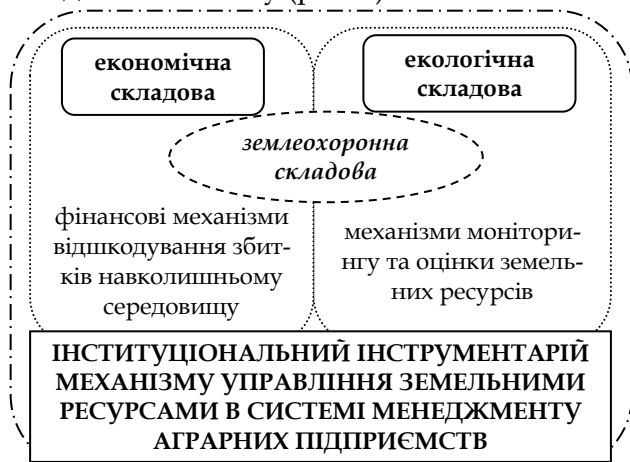 економічна
складова
екологічна
складова
землеохоронна
складова
фінансові механізми
відшкодування збит-
ків навколишньому
середовищу
механізми монітори-
нгу та оцінки земель-
них ресурсів
ІНСТИТУЦІОНАЛЬНИЙ ІНСТРУМЕНТАРІЙ
МЕХАНІЗМУ УПРАВЛІННЯ ЗЕМЕЛЬНИМИ
РЕСУРСАМИ В СИСТЕМІ МЕНЕДЖМЕНТУ
АГРАРНИХ ПІДПРИЄМСТВ